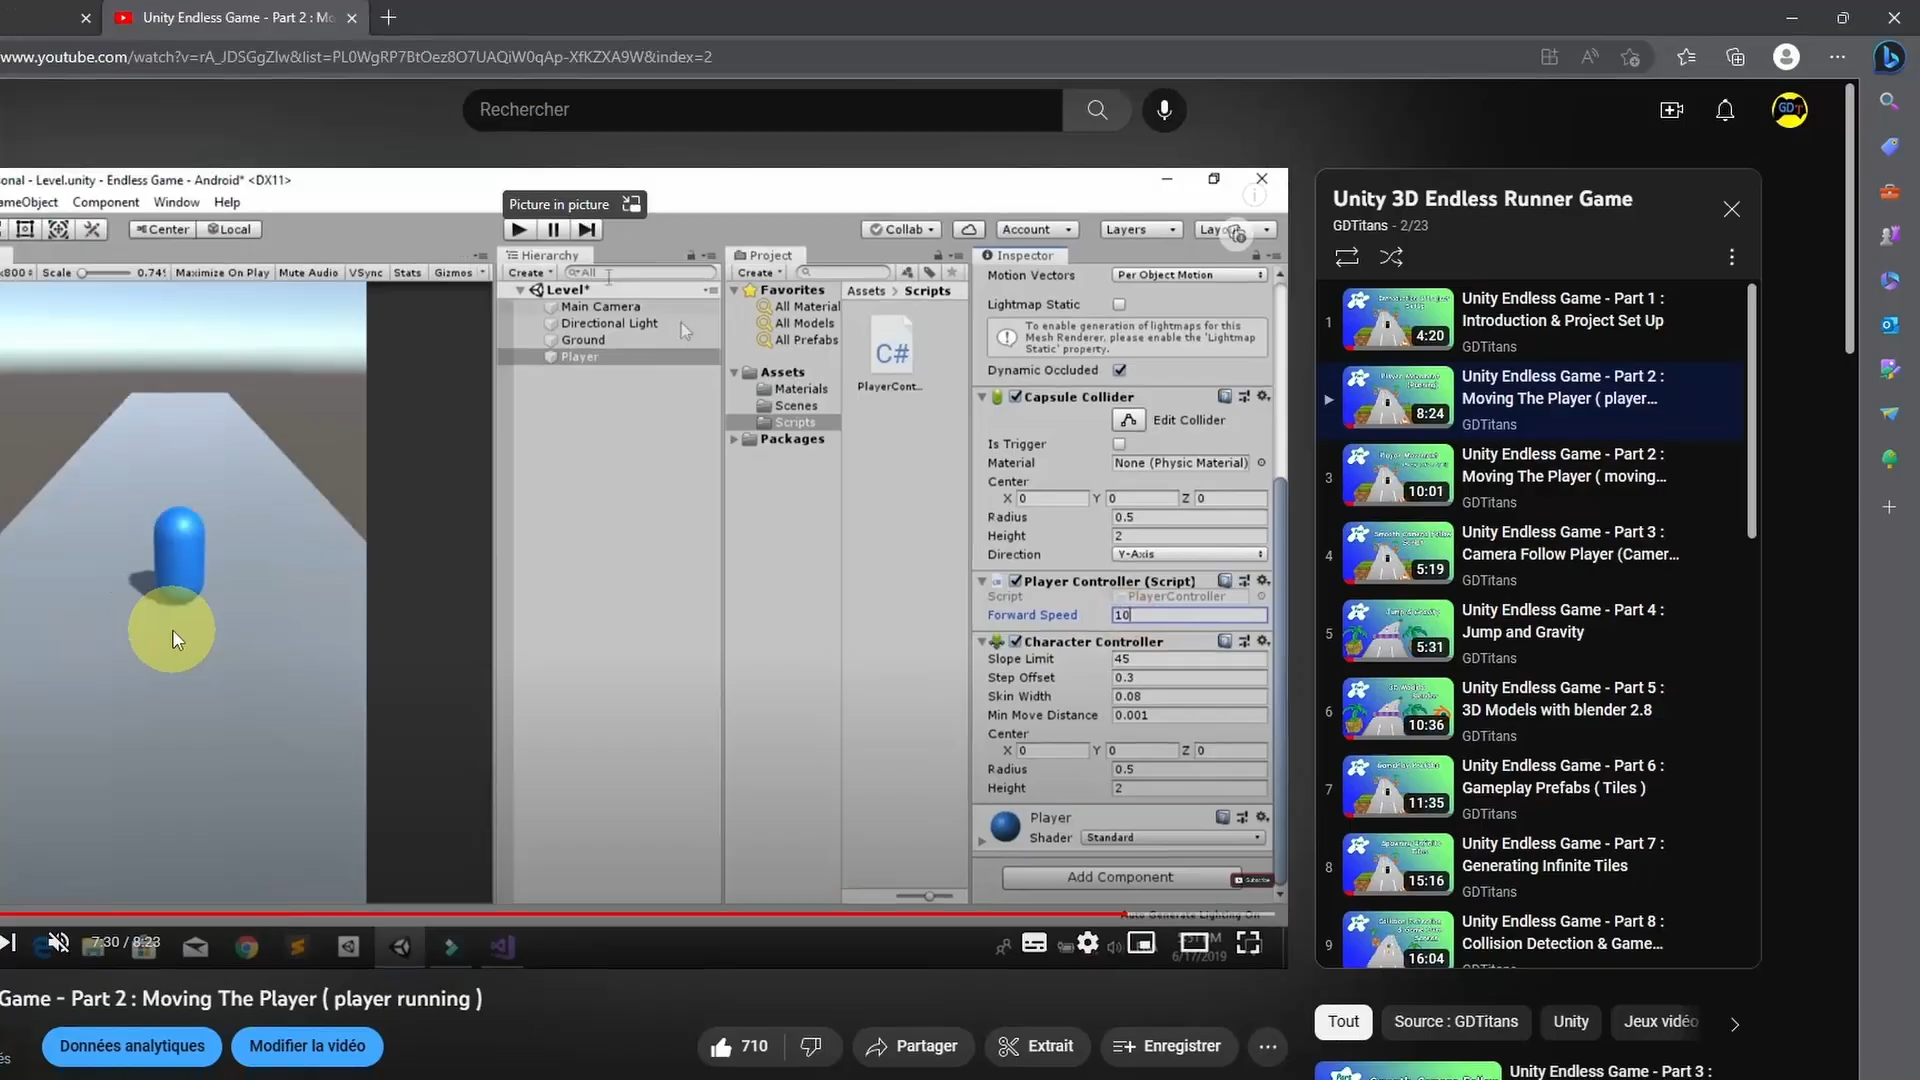 Unity Endless Game - Part 2 : Mo
www.youtube.com/watch?v=rA_JDSGgZlw&list=PL0WgRP7BtOez8O7UAQiW0qAp-XfKZXA9W&index=2
Rechercher
GDT
onal - Level.unity - Endless Game - Android* <DX11>
ameObject Component Window Help
Picture in picture
Center Local
Collab Account Layers Layout
x800 Scale 0.74 Maximize On Play Mute Audio VSync Stats Gizmos
Hierarchy
Create All
Level*
Main Camera
Directional Light
Ground
Player
Project
Create
Favorites
All Material
All Models
All Prefabs
Assets
Materials
Scenes
Scripts
Packages
Assets > Scripts
C#
PlayerCont...
Inspector
Motion Vectors Per Object Motion
Lightmap Static
To enable generation of lightmaps for this
Mesh Renderer, please enable the 'Lightmap
Static' property.
Dynamic Occluded
Capsule Collider
Edit Collider
Is Trigger
Material None (Physic Material)
Center
X 0 Y 0 Z 0
Radius 0.5
Height 2
Direction Y-Axis
Player Controller (Script)
Script PlayerController
Forward Speed 10
Character Controller
Slope Limit 45
Step Offset 0.3
Skin Width 0.08
Min Move Distance 0.001
Center
X 0 Y 0 Z 0
Radius 0.5
Height 2
Player
Shader Standard
Add Component
Subscribe
Auto Generate Lighting On
7:30 / 8:23
6/17/2019
Game - Part 2 : Moving The Player ( player running )
Données analytiques
Modifier la vidéo
710
Partager
Extrait
Enregistrer
Unity 3D Endless Runner Game
GDTitans - 2/23
1
4:20
Unity Endless Game - Part 1 :
Introduction & Project Set Up
GDTitans
8:24
Unity Endless Game - Part 2 :
Moving The Player ( player...
GDTitans
3
10:01
Unity Endless Game - Part 2 :
Moving The Player ( moving...
GDTitans
4
5:19
Unity Endless Game - Part 3 :
Camera Follow Player (Camer...
GDTitans
5
5:31
Unity Endless Game - Part 4 :
Jump and Gravity
GDTitans
6
10:36
Unity Endless Game - Part 5 :
3D Models with blender 2.8
GDTitans
7
11:35
Unity Endless Game - Part 6 :
Gameplay Prefabs ( Tiles )
GDTitans
8
15:16
Unity Endless Game - Part 7 :
Generating Infinite Tiles
GDTitans
9
16:04
Unity Endless Game - Part 8 :
Collision Detection & Game...
GDTitans
Tout
Source : GDTitans
Unity
Jeux vidéo
Unity Endless Game - Part 3 :